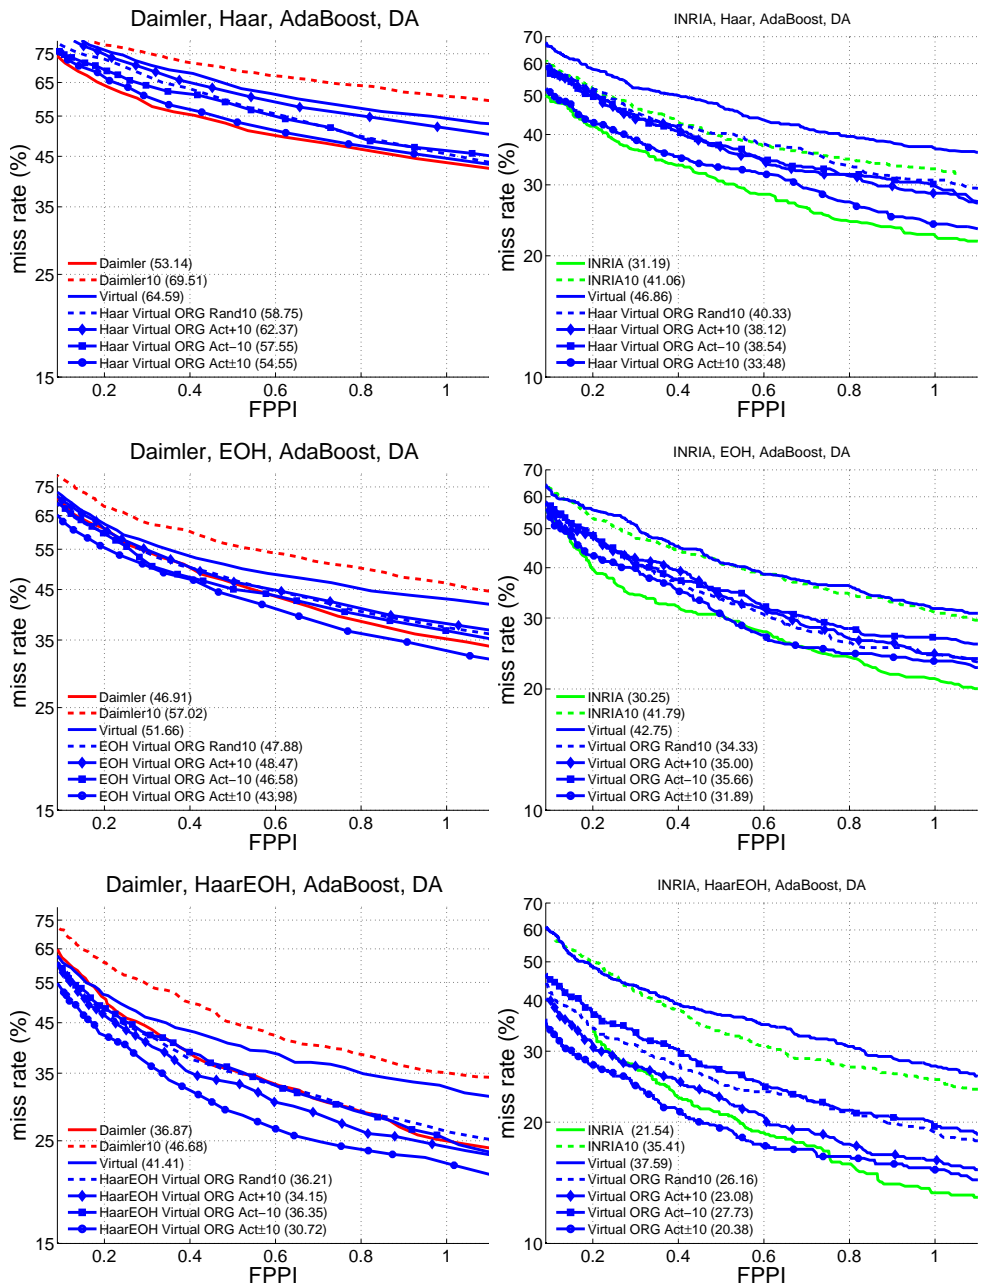 Daimler, Haar, AdaBoost, DA
miss rate (%)
75
65
55
45
35
25
15
Daimler (53.14)
Daimler10 (69.51)
Virtual (64.59)
Haar Virtual ORG Rand10 (58.75)
Haar Virtual ORG Act+10 (62.37)
Haar Virtual ORG Act−10 (57.55)
Haar Virtual ORG Act±10 (54.55)
0.2 0.4 0.6 0.8 1
FPPI
INRIA, Haar, AdaBoost, DA
miss rate (%)
70
60
50
40
30
20
10
INRIA (31.19)
INRIA10 (41.06)
Virtual (46.86)
Haar Virtual ORG Rand10 (40.33)
Haar Virtual ORG Act+10 (38.12)
Haar Virtual ORG Act−10 (38.54)
Haar Virtual ORG Act±10 (33.48)
0.2 0.4 0.6 0.8 1
FPPI
Daimler, EOH, AdaBoost, DA
miss rate (%)
75
65
55
45
35
25
15
Daimler (46.91)
Daimler10 (57.02)
Virtual (51.66)
EOH Virtual ORG Rand10 (47.88)
EOH Virtual ORG Act+10 (48.47)
EOH Virtual ORG Act−10 (46.58)
EOH Virtual ORG Act±10 (43.98)
0.2 0.4 0.6 0.8 1
FPPI
INRIA, EOH, AdaBoost, DA
miss rate (%)
70
60
50
40
30
20
10
INRIA (30.25)
INRIA10 (41.79)
Virtual (42.75)
Virtual ORG Rand10 (34.33)
Virtual ORG Act+10 (35.00)
Virtual ORG Act−10 (35.66)
Virtual ORG Act±10 (31.89)
0.2 0.4 0.6 0.8 1
FPPI
Daimler, HaarEOH, AdaBoost, DA
miss rate (%)
75
65
55
45
35
25
15
Daimler (36.87)
Daimler10 (46.68)
Virtual (41.41)
HaarEOH Virtual ORG Rand10 (36.21)
HaarEOH Virtual ORG Act+10 (34.15)
HaarEOH Virtual ORG Act−10 (36.35)
HaarEOH Virtual ORG Act±10 (30.72)
0.2 0.4 0.6 0.8 1
FPPI
INRIA, HaarEOH, AdaBoost, DA
miss rate (%)
70
60
50
40
30
20
10
INRIA (21.54)
INRIA10 (35.41)
Virtual (37.59)
Virtual ORG Rand10 (26.16)
Virtual ORG Act+10 (23.08)
Virtual ORG Act−10 (27.73)
Virtual ORG Act±10 (20.38)
0.2 0.4 0.6 0.8 1
FPPI